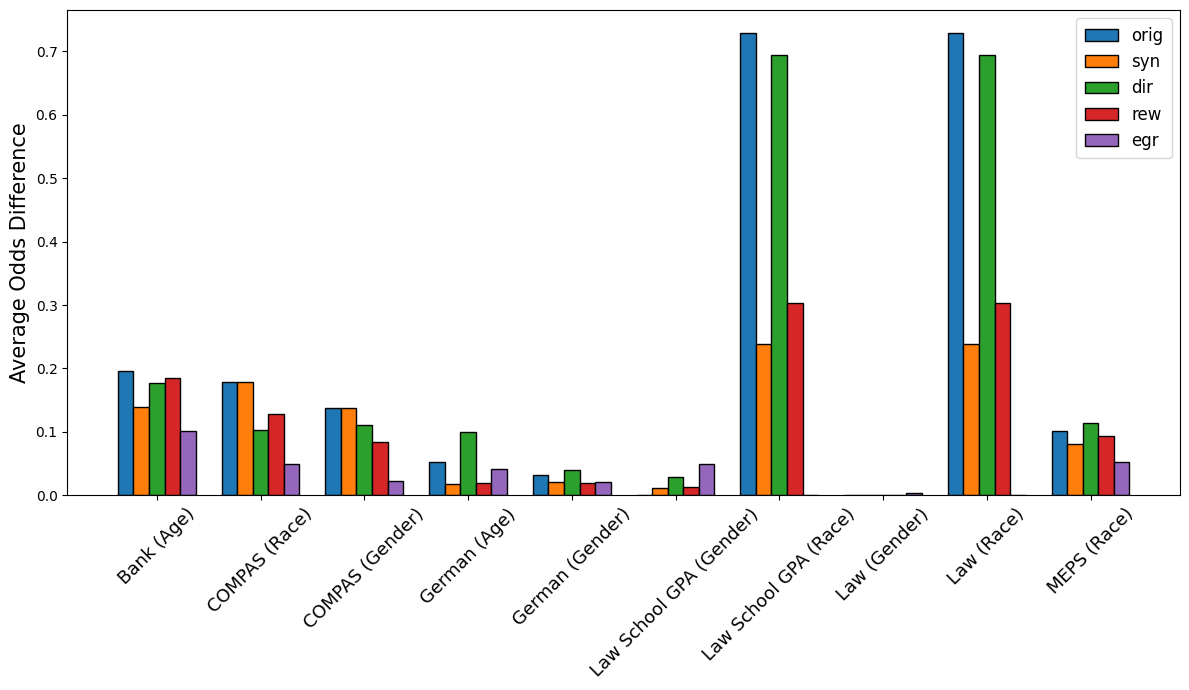 Average Odds Difference
0.7
0.6
0.5
0.4
0.3
0.2
0.1
0.0
orig
syn
dir
rew
egr
Bank (Age)
COMPAS (Race)
COMPAS (Gender)
German (Age)
German (Gender)
Law School GPA (Gender)
Law School GPA (Race)
Law (Gender)
Law (Race)
MEPS (Race)